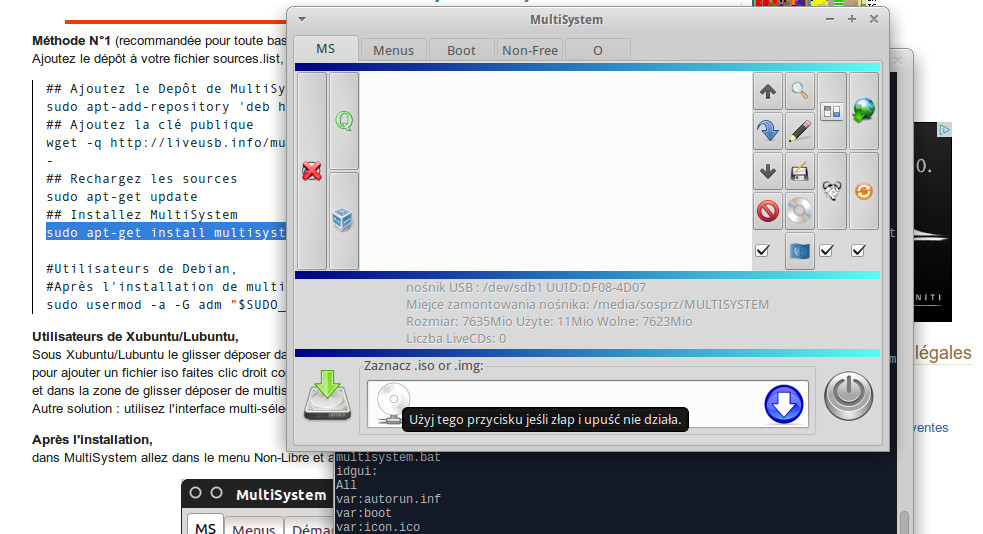 Méthode N°1 (recommandée pour toute bas
Ajoutez le dépôt à votre fichier sources.list,
## Ajoutez le Depôt de MultiSy
sudo apt-add-repository 'deb h
## Ajoutez la clé publique
wget -q http://liveusb.info/mu
-
## Rechargez les sources
sudo apt-get update
## Installez MultiSystem
sudo apt-get install multisyst
#Utilisateurs de Debian,
#Après l'installation de multi
sudo usermod -a -G adm "$SUDO_
Utilisateurs de Xubuntu/Lubuntu,
Sous Xubuntu/Lubuntu le glisser déposer da
pour ajouter un fichier iso faites clic droit co
et dans la zone de glisser déposer de multis
Autre solution : utilisez l'interface multi-séle
Après l'installation,
dans MultiSystem allez dans le menu Non-Libre et a
MultiSystem
MS Menus Déma
MultiSystem
MS Menus Boot Non-Free O
nośnik USB : /dev/sdb1 UUID:DF08-4D07
Miejce zamontowania nośnika: /media/sosprz/MULTISYSTEM
Rozmiar: 7635Mio Użyte: 11Mio Wolne: 7623Mio
Liczba LiveCDs: 0
Zaznacz .iso or .img:
Użyj tego przycisku jeśli złap i upuść nie działa.
multisystem.bat
idgui:
All
var:autorun.inf
var:boot
var:icon.ico
0.
INITI
légales
ventes